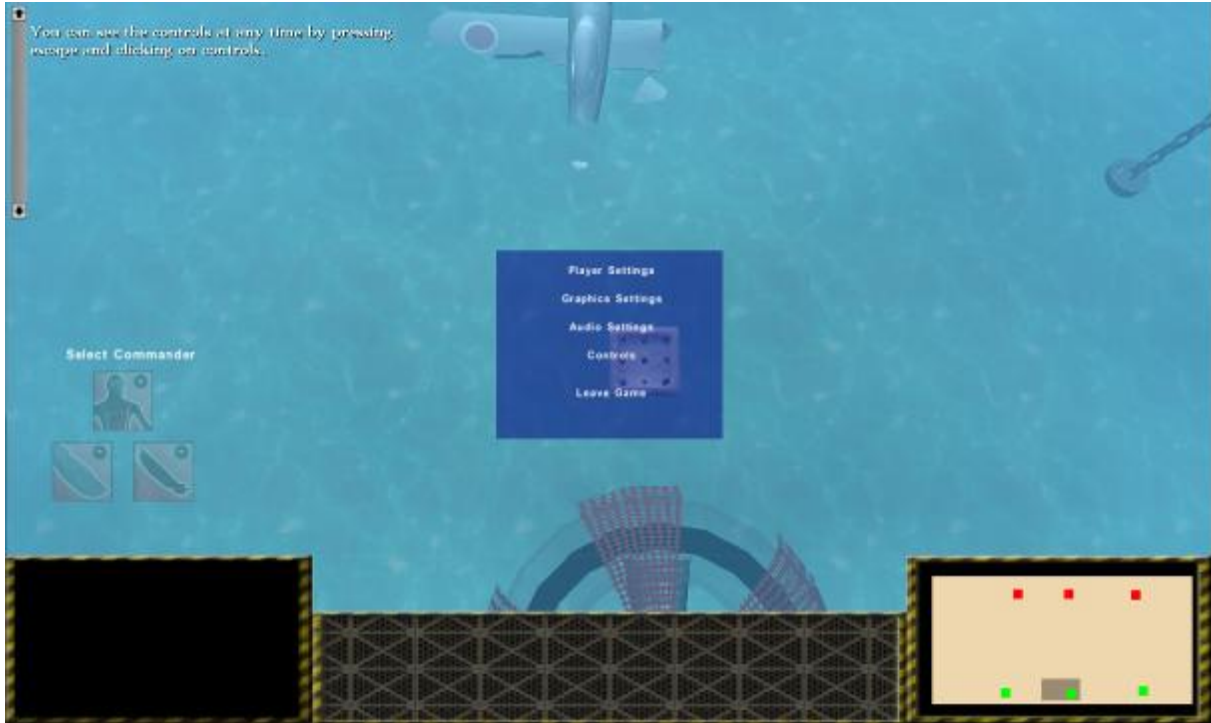 You can see the controls at any time by pressing
escape and clicking on controls.
Player Settings
Graphics Settings
Audio Settings
Controls
Leave Game
Select Commander